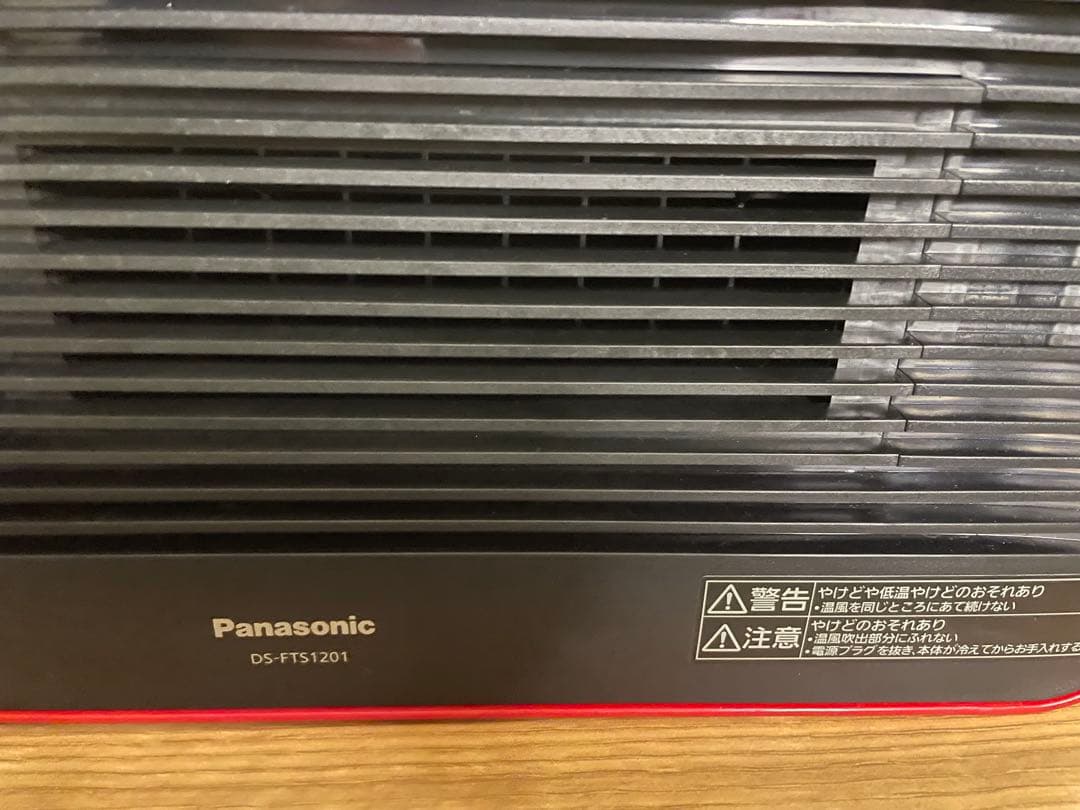 Panasonic
DS-FTS1201
警告 やけどや低温やけどのおそれあり
・温風を同じところにあて続けない
注意 やけどのおそれあり
・温風吹出部分にふれない
・電源プラグを抜き、本体が冷えてからお手入れする